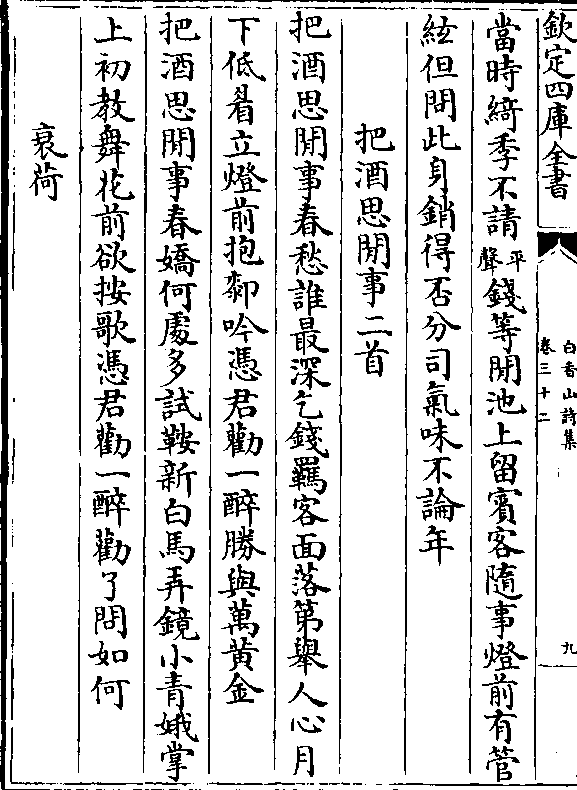 欽定四庫全書
白香山詩集
卷三十二
九
當時綺季不請平聲錢等閒池上留賓客隨事燈前有管
絃但問此身銷得否分司氣味不論年
把酒思閒事二首
把酒思閒事春愁誰最深乞錢羈客面落第舉人心月
下低㸔立燈前抱𨚫吟憑君勸一醉勝與萬黃金
把酒思閒事春嬌何處多試鞍新白馬弄鏡小青娥掌
上初教舞花前欲按歌憑君勸一醉勸了問如何
衰荷